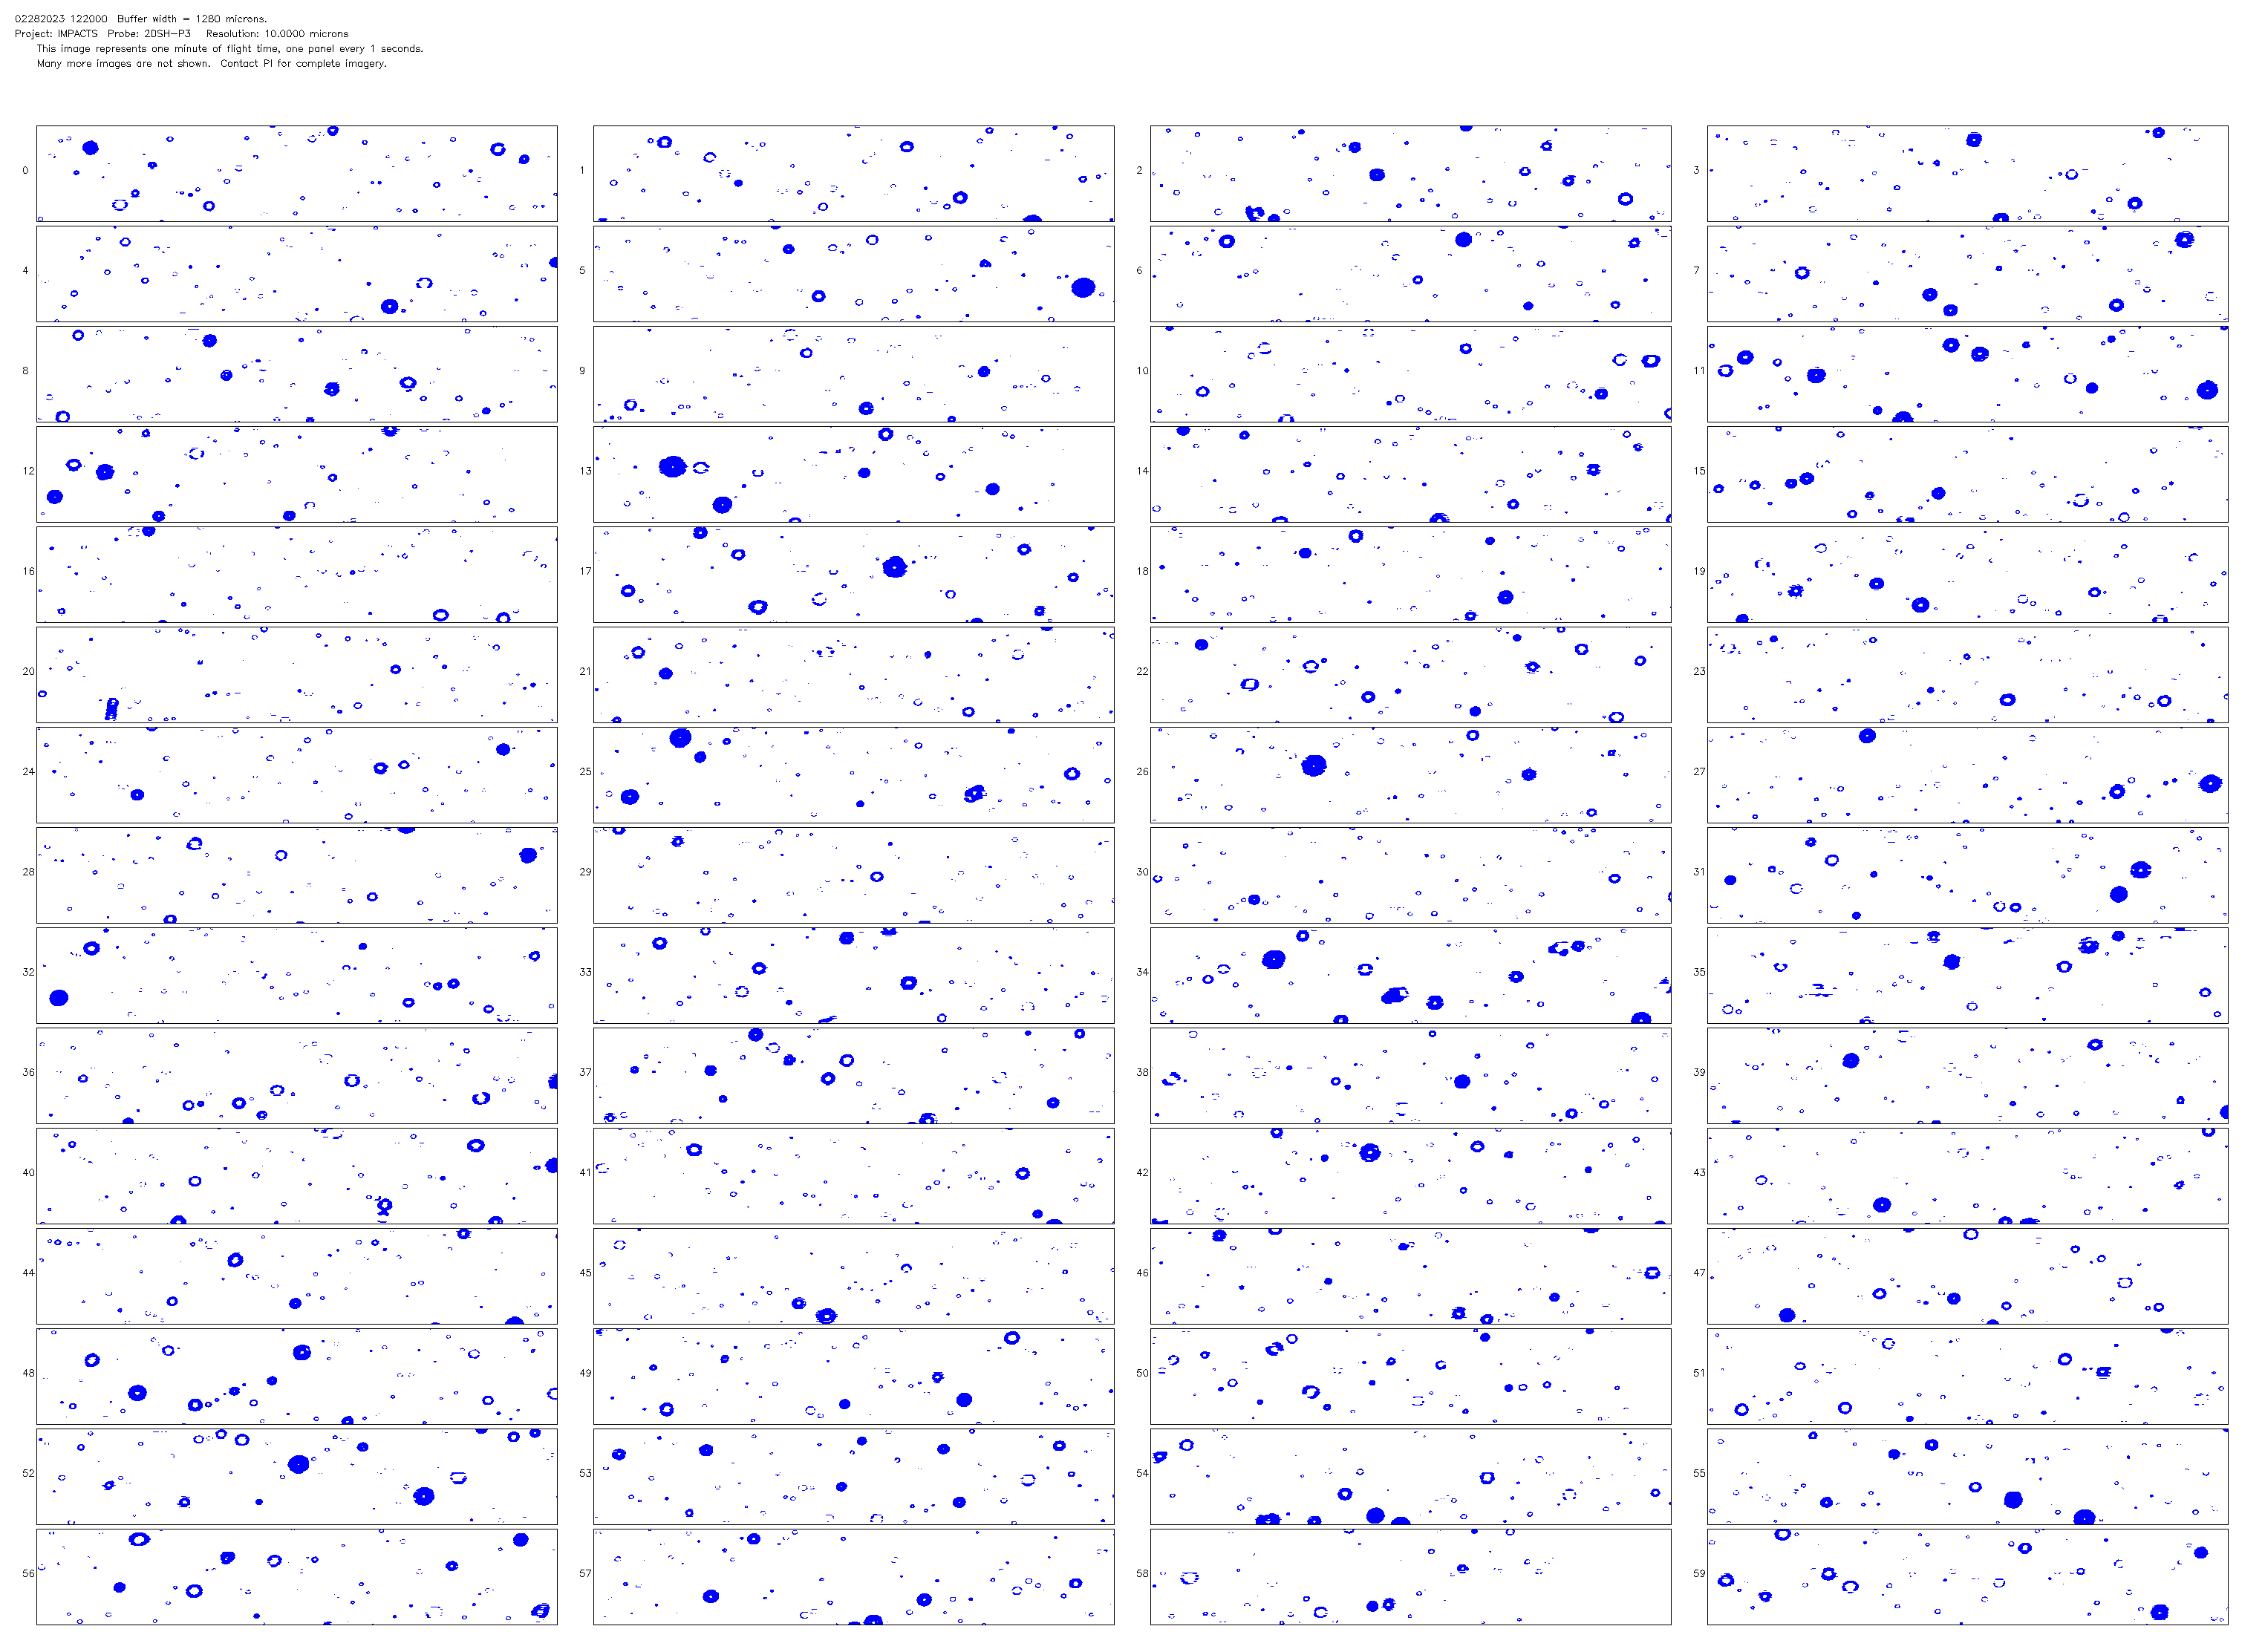 02282023 122000  Buffer width = 1280 microns.
Project: IMPACTS  Probe: 2DSH-P3    Resolution: 10.0000 microns
This image represents one minute of flight time, one panel every 1 seconds.
Many more images are not shown.  Contact PI for complete imagery.
0 1 2 3
4 5 6 7
8 9 10 11
12 13 14 15
16 17 18 19
20 21 22 23
24 25 26 27
28 29 30 31
32 33 34 35
36 37 38 39
40 41 42 43
44 45 46 47
48 49 50 51
52 53 54 55
56 57 58 59